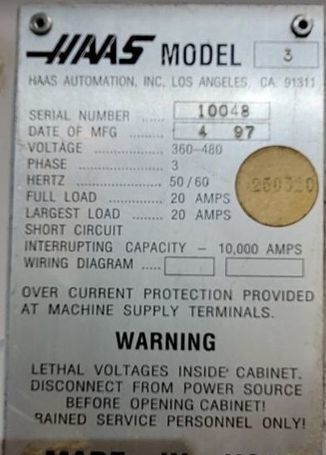 HAAS MODEL 3
HAAS AUTOMATION, INC. LOS ANGELES, CA. 91311
SERIAL NUMBER ...... 10048
DATE OF MFG ......... 4 97
VOLTAGE ................ 360-480
PHASE .................... 3
HERTZ .................... 50/60
FULL LOAD ............. 20 AMPS
LARGEST LOAD ...... 20 AMPS
SHORT CIRCUIT
INTERRUPTING CAPACITY – 10,000 AMPS
WIRING DIAGRAM .....
OVER CURRENT PROTECTION PROVIDED
AT MACHINE SUPPLY TERMINALS.
WARNING
LETHAL VOLTAGES INSIDE CABINET.
DISCONNECT FROM POWER SOURCE
BEFORE OPENING CABINET!
RAINED SERVICE PERSONNEL ONLY!